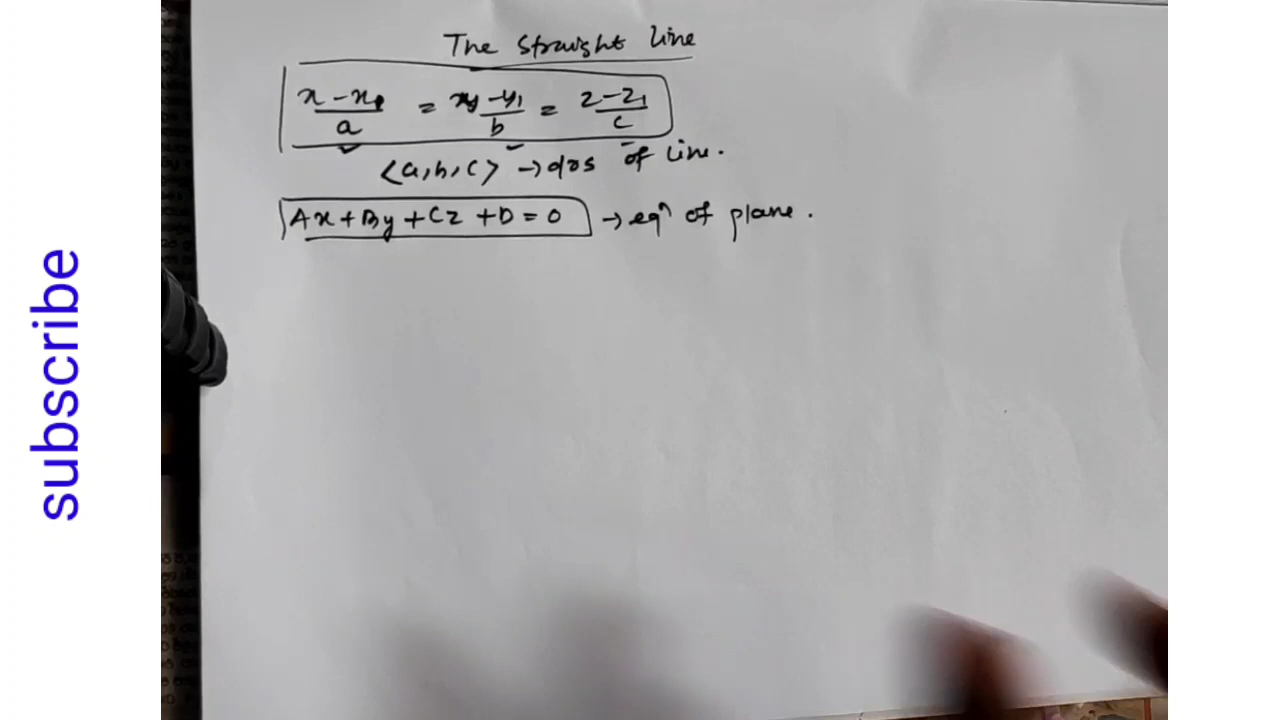 The straight line
x - x1/a = y - y1/b = z - z1/c
<a, b, c> → drs of line.
Ax + By + Cz + D = 0 → eqn of plane.
subscribe